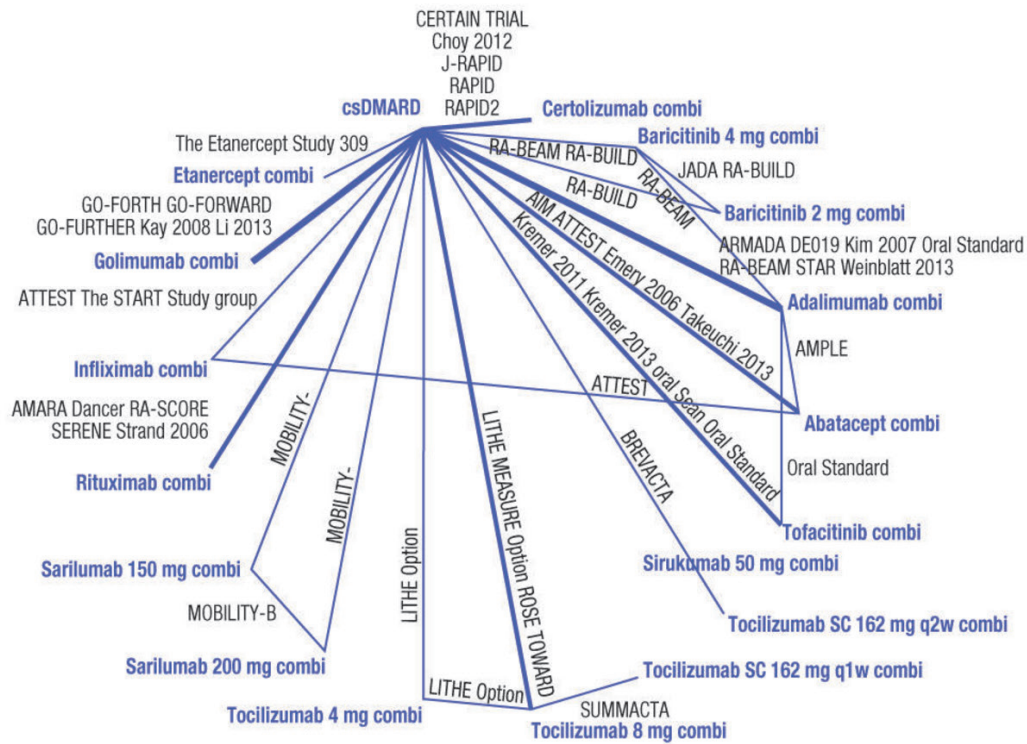 CERTAIN TRIAL
Choy 2012
J-RAPID
RAPID
RAPID2
csDMARD
Certolizumab combi
The Etanercept Study 309
Etanercept combi
RA-BEAM RA-BUILD
Baricitinib 4 mg combi
JADA RA-BUILD
RA-BEAM
RA-BUILD
Baricitinib 2 mg combi
GO-FORTH GO-FORWARD
GO-FURTHER Kay 2008 Li 2013
Golimumab combi
ARMADA DE019 Kim 2007 Oral Standard
RA-BEAM STAR Weinblatt 2013
Adalimumab combi
ATTEST The START Study group
AIM ATTEST Emery 2006 Takeuchi 2013
AMPLE
Infliximab combi
ATTEST
Abatacept combi
Kremer 2011 Kremer 2013 oral Scan Oral Standard
AMARA Dancer RA-SCORE
SERENE Strand 2006
Rituximab combi
MOBILITY-
MOBILITY-
BREVACTA
Oral Standard
Tofacitinib combi
Sarilumab 150 mg combi
Sirukumab 50 mg combi
LITHE Option
LITHE MEASURE Option ROSE TOWARD
MOBILITY-B
Tocilizumab SC 162 mg q2w combi
Sarilumab 200 mg combi
Tocilizumab SC 162 mg q1w combi
LITHE Option
SUMMACTA
Tocilizumab 4 mg combi
Tocilizumab 8 mg combi